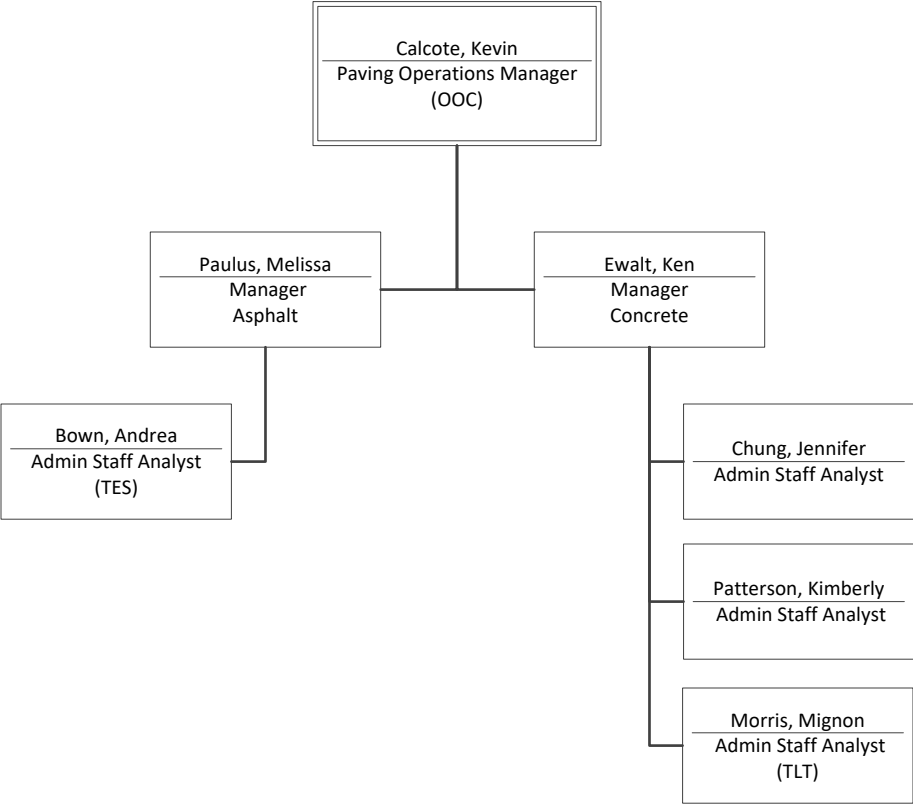 Calcote, Kevin
Paving Operations Manager
(OOC)
Paulus, Melissa
Manager
Asphalt
Ewalt, Ken
Manager
Concrete
Bown, Andrea
Admin Staff Analyst
(TES)
Chung, Jennifer
Admin Staff Analyst
Patterson, Kimberly
Admin Staff Analyst
Morris, Mignon
Admin Staff Analyst
(TLT)